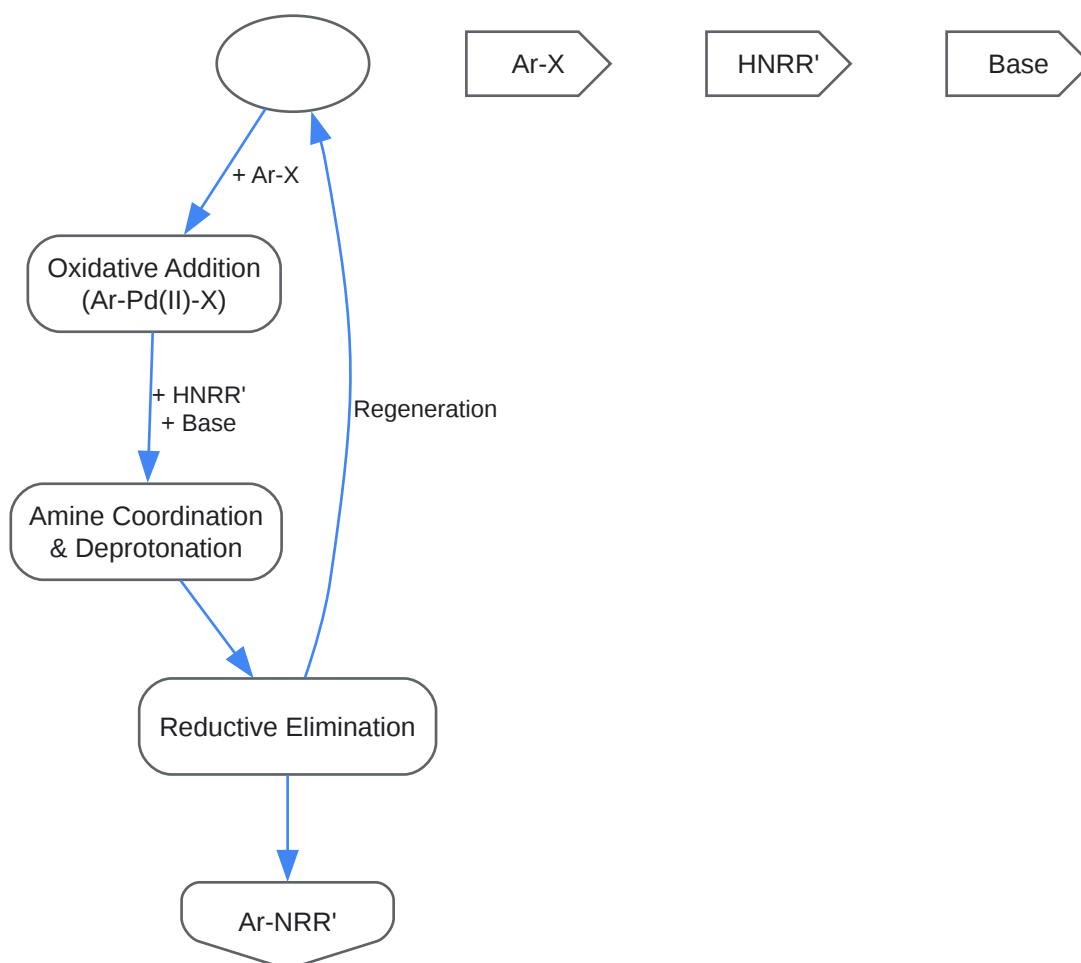 Ar-X
HNRR'
Base
+ Ar-X
Oxidative Addition
(Ar-Pd(II)-X)
+ HNRR'
+ Base
Regeneration
Amine Coordination
& Deprotonation
Reductive Elimination
Ar-NRR'